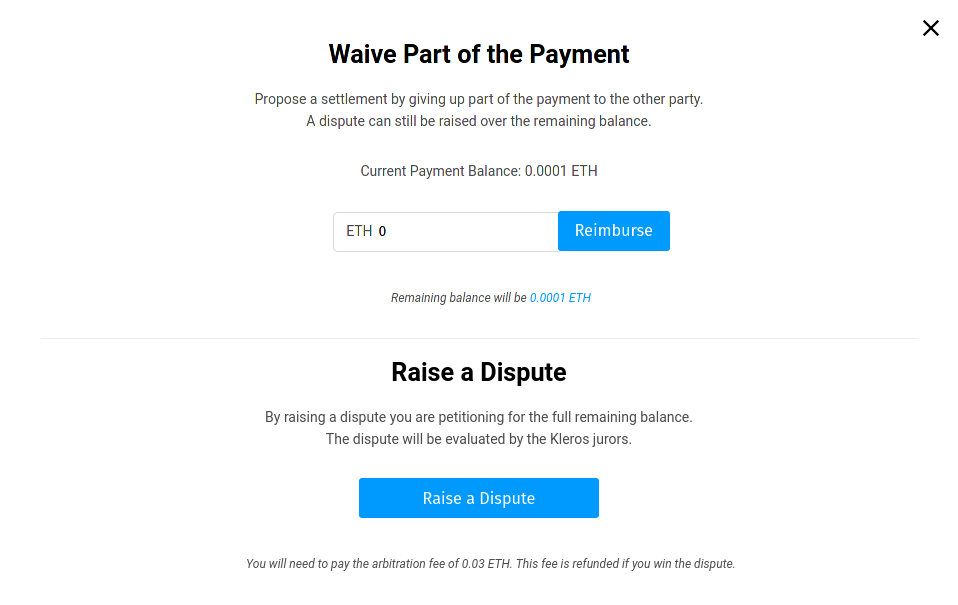 Waive Part of the Payment
Propose a settlement by giving up part of the payment to the other party.
A dispute can still be raised over the remaining balance.
Current Payment Balance: 0.0001 ETH
ETH 0
Reimburse
Remaining balance will be 0.0001 ETH
Raise a Dispute
By raising a dispute you are petitioning for the full remaining balance.
The dispute will be evaluated by the Kleros jurors.
Raise a Dispute
You will need to pay the arbitration fee of 0.03 ETH. This fee is refunded if you win the dispute.